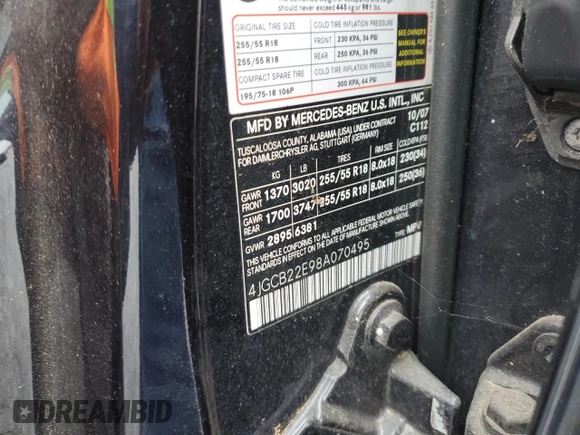 should never exceed 445 kg or 981 lbs.
ORIGINAL TIRE SIZE COLD TIRE INFLATION PRESSURE
255/55 R18 FRONT 230 KPA, 34 PSI
255/55 R18 REAR 250 KPA, 36 PSI
COMPACT SPARE TIRE COLD TIRE INFLATION PRESSURE
195/75-18 106P 300 KPA, 44 PSI
SEE OWNER'S
MANUAL FOR
ADDITIONAL
INFORMATION
MFD BY MERCEDES-BENZ U.S. INTL., INC
TUSCALOOSA COUNTY, ALABAMA (USA), UNDER CONTRACT 10/07
FOR DAIMLERCHRYSLER AG, STUTTGART (GERMANY) C112
KG LB TIRES RIMS COLD KPA (PSI)
GAWR FRONT 1370 3020 255/55 R18 8.0x18 230(34)
GAWR REAR 1700 3747 255/55 R18 8.0x18 250(36)
GVWR 2895 6381
THIS VEHICLE CONFORMS TO ALL APPLICABLE FEDERAL MOTOR VEHICLE SAFETY
STANDARDS IN EFFECT ON THE DATE OF MANUFACTURE SHOWN ABOVE.
4JGCB22E98A070495 TYPE: MPV
DREAMBID